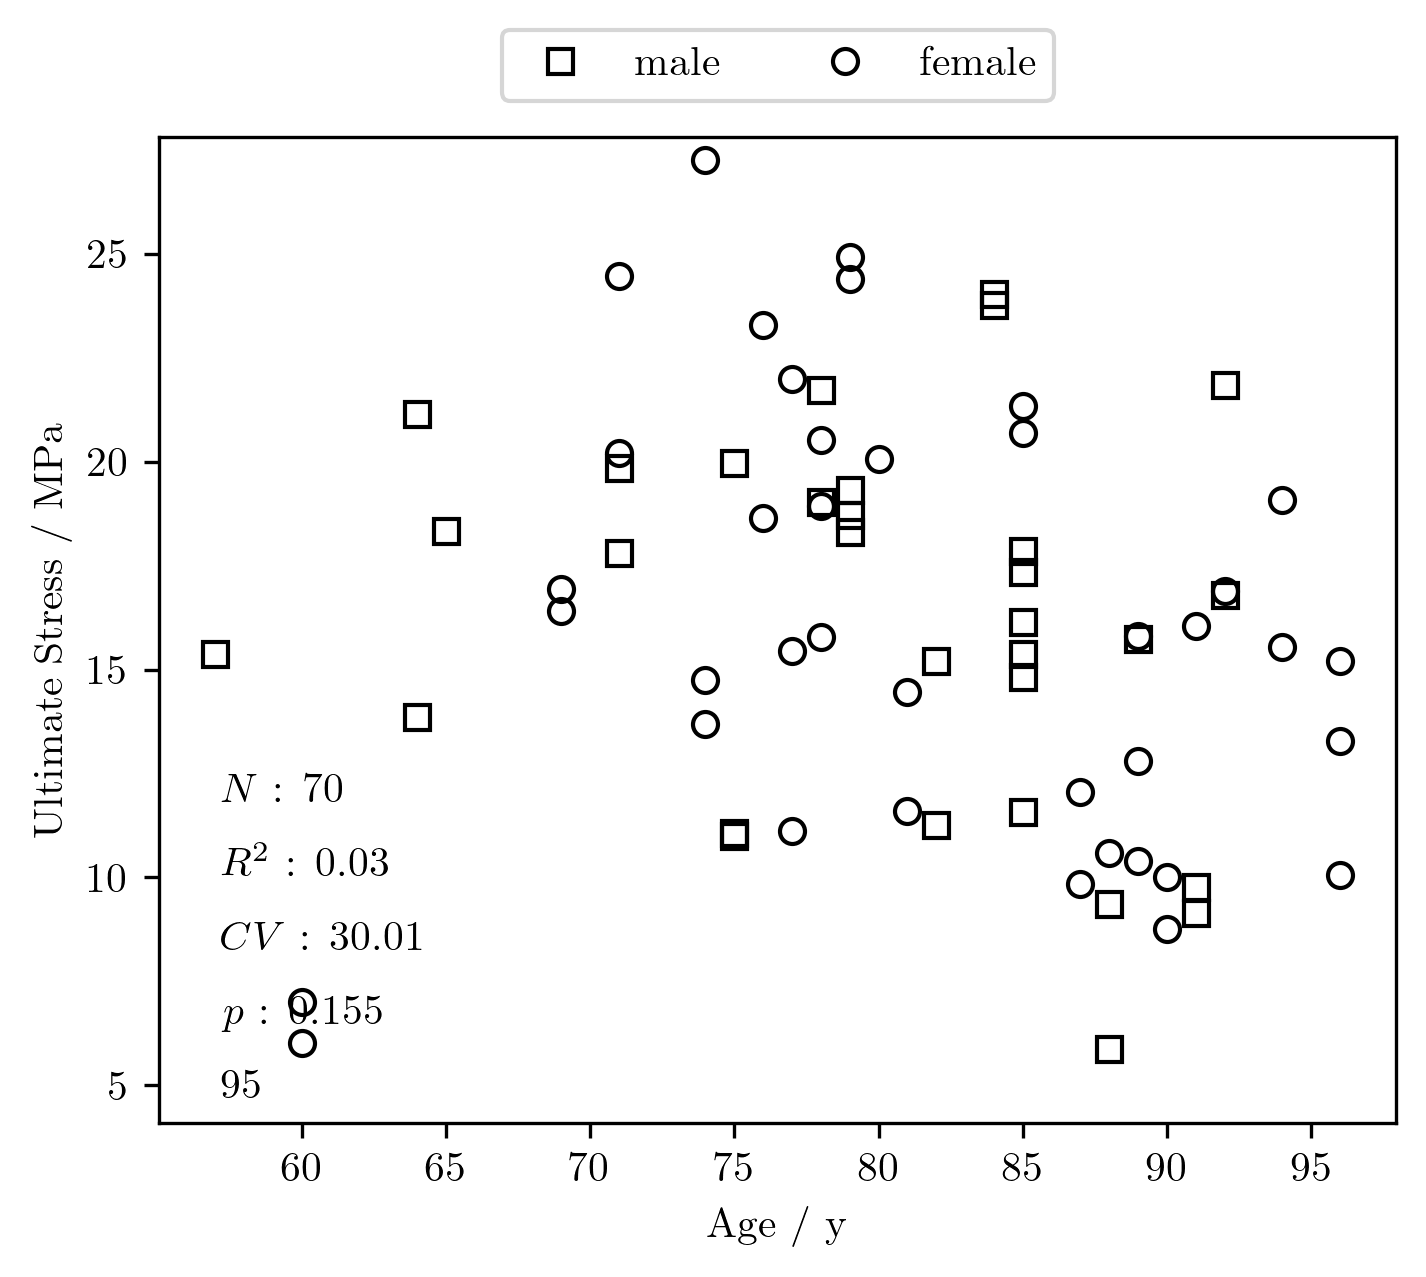 male female
Ultimate Stress / MPa
25
20
15
10
5
N : 70
R² : 0.03
CV : 30.01
p : 0.155
95
60 65 70 75 80 85 90 95
Age / y